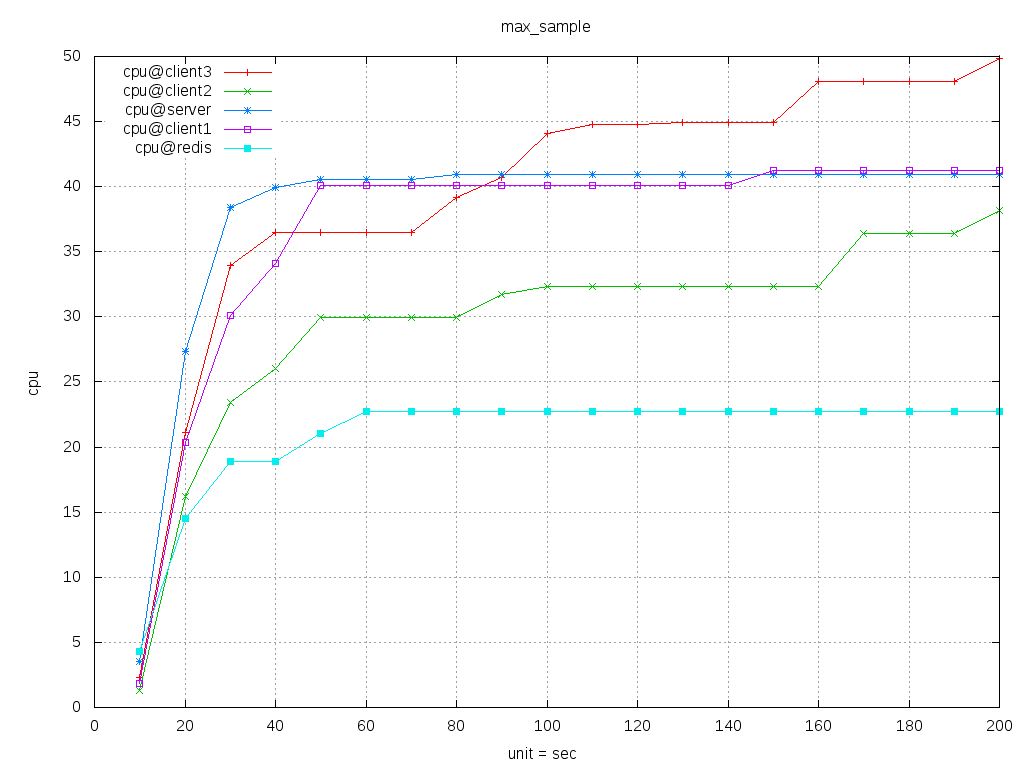 max_sample
50
45
40
35
30
25
20
15
10
5
0
cpu@client3
cpu@client2
cpu@server
cpu@client1
cpu@redis
cpu
0 20 40 60 80 100 120 140 160 180 200
unit = sec